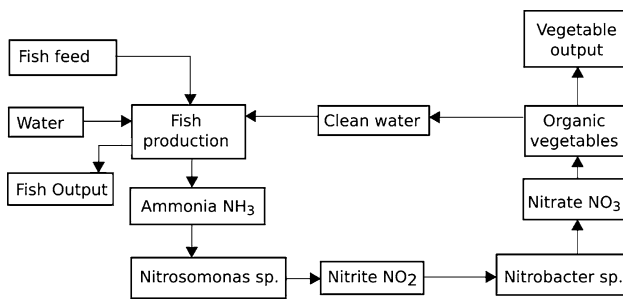 Vegetable
output
Fish feed
Water
Fish
production
Clean water
Organic
vegetables
Fish Output
Ammonia NH3
Nitrate NO3
Nitrosomonas sp.
Nitrite NO2
Nitrobacter sp.